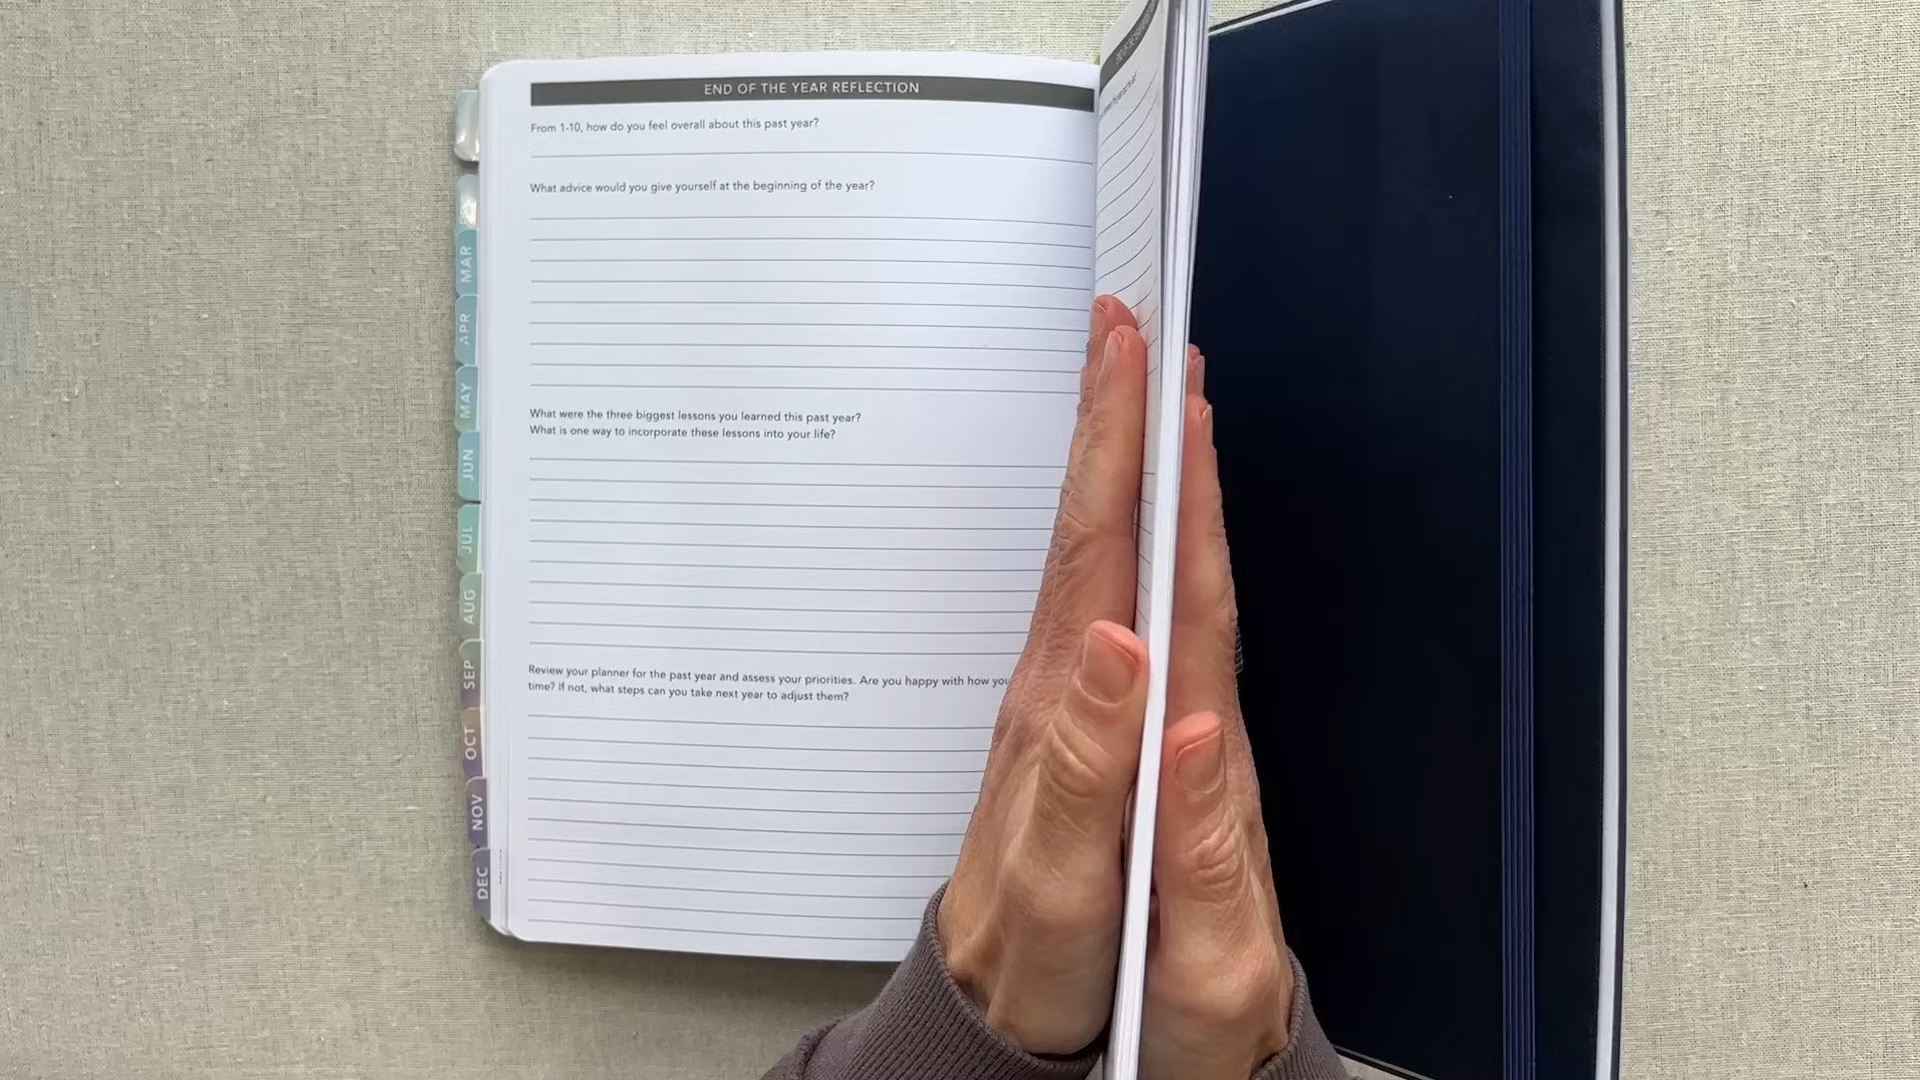 END OF THE YEAR REFLECTION
From 1-10, how do you feel overall about this past year?
What advice would you give yourself at the beginning of the year?
What were the three biggest lessons you learned this past year?
What is one way to incorporate these lessons into your life?
Review your planner for the past year and assess your priorities. Are you happy with how you
time? If not, what steps can you take next year to adjust them?
MAR
APR
MAY
JUN
JUL
AUG
SEP
OCT
NOV
DEC